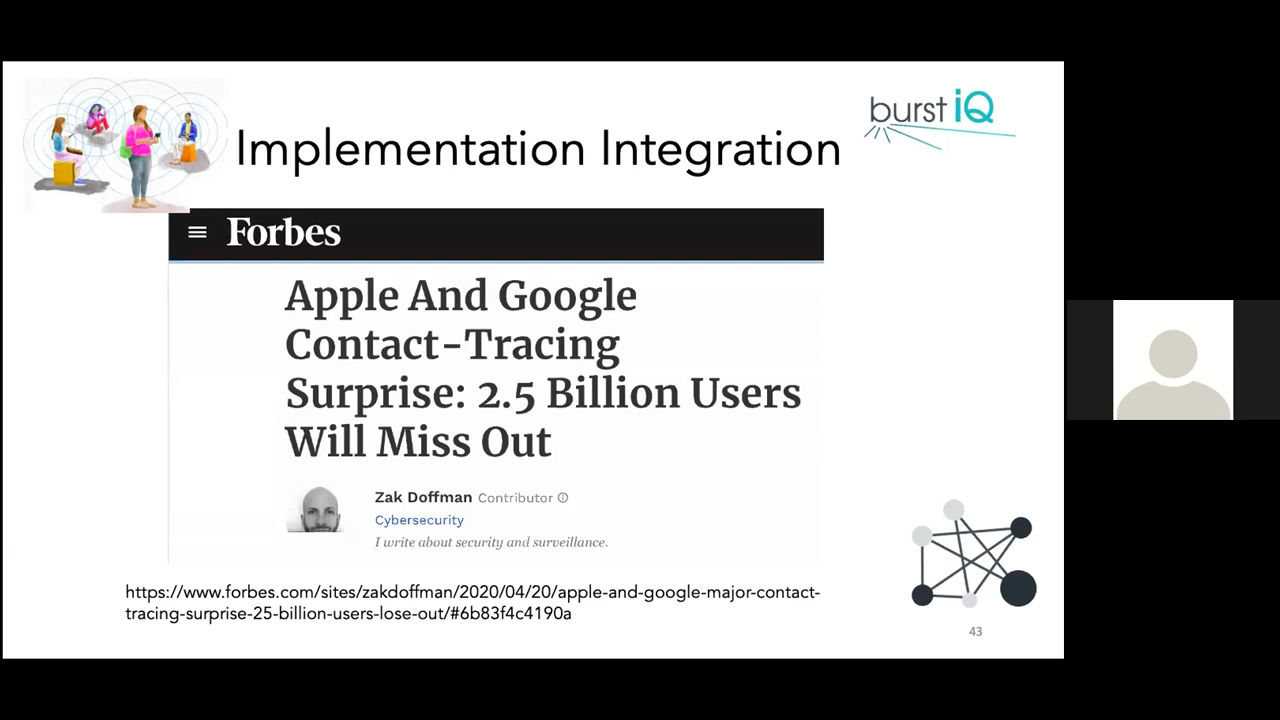 burst iQ
Implementation Integration
Forbes
Apple And Google
Contact-Tracing
Surprise: 2.5 Billion Users
Will Miss Out
Zak Doffman Contributor
Cybersecurity
I write about security and surveillance.
https://www.forbes.com/sites/zakdoffman/2020/04/20/apple-and-google-major-contact-
tracing-surprise-25-billion-users-lose-out/#6b83f4c4190a
43